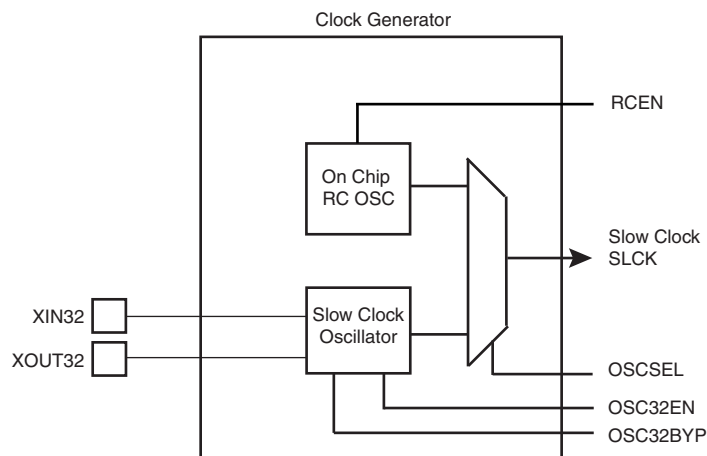 Clock Generator
RCEN
On Chip
RC OSC
Slow Clock
SLCK
XIN32
Slow Clock
Oscillator
XOUT32
OSCSEL
OSC32EN
OSC32BYP